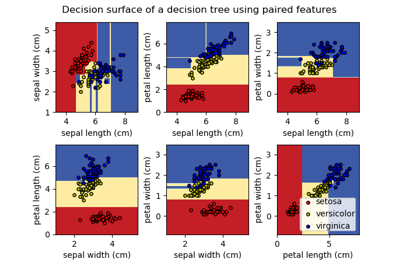 Decision surface of a decision tree using paired features
sepal width (cm)
5
4
3
2
1
4 6 8
sepal length (cm)
petal length (cm)
6
4
2
0
4 6 8
sepal length (cm)
petal width (cm)
3
2
1
0
4 6 8
sepal length (cm)
petal length (cm)
6
4
2
0
2 4
sepal width (cm)
petal width (cm)
3
2
1
0
2 4
sepal width (cm)
petal width (cm)
3
2
1
0
0 5
petal length (cm)
setosa
versicolor
virginica